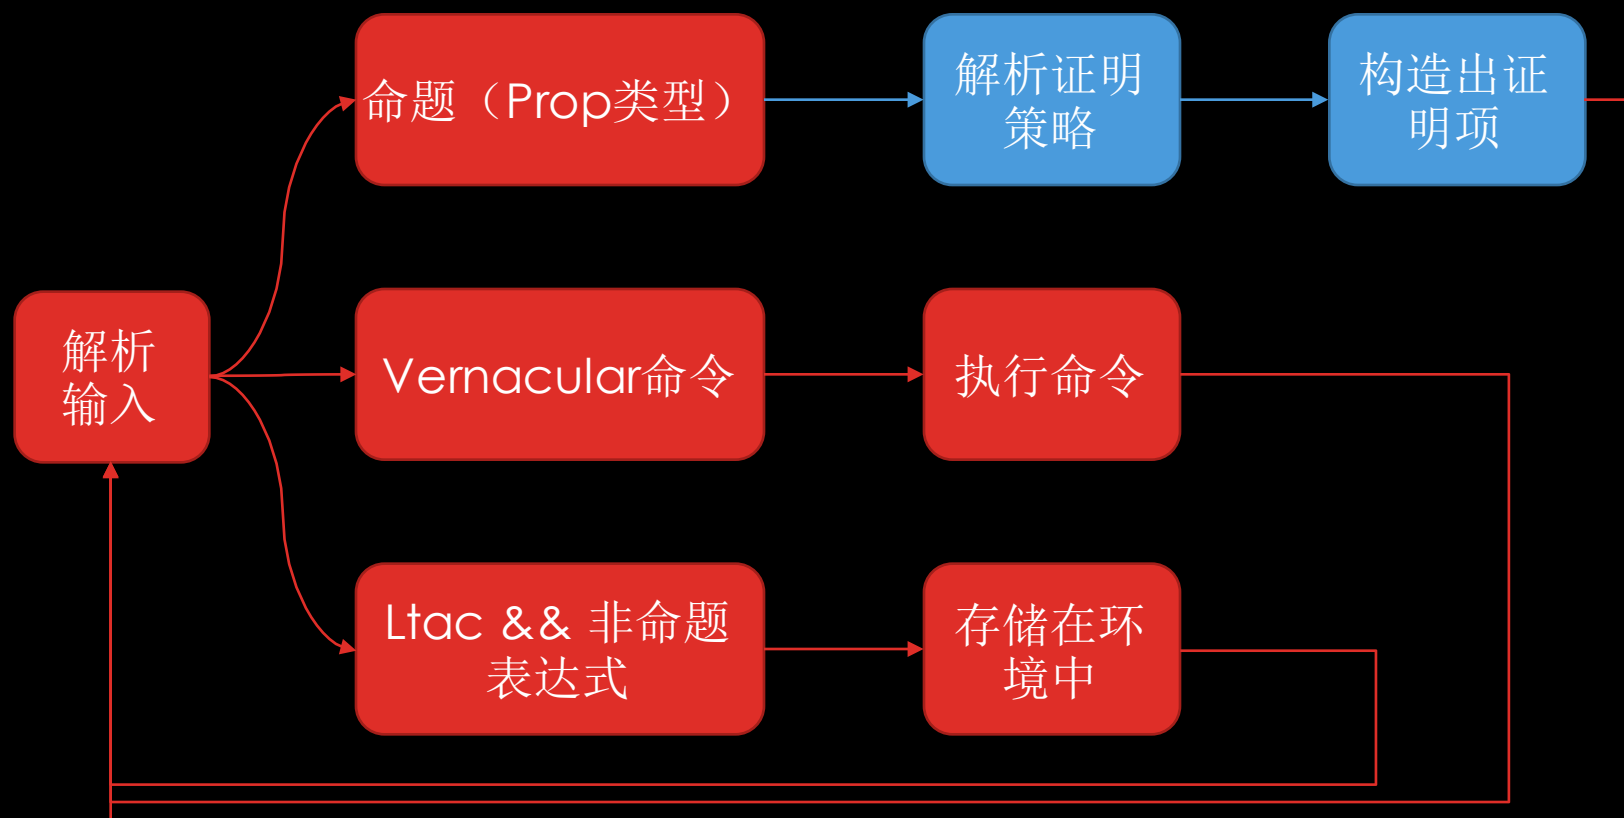 命题（Prop类型）
解析证明
策略
构造出证
明项
解析
输入
Vernacular命令
执行命令
Ltac && 非命题
表达式
存储在环
境中